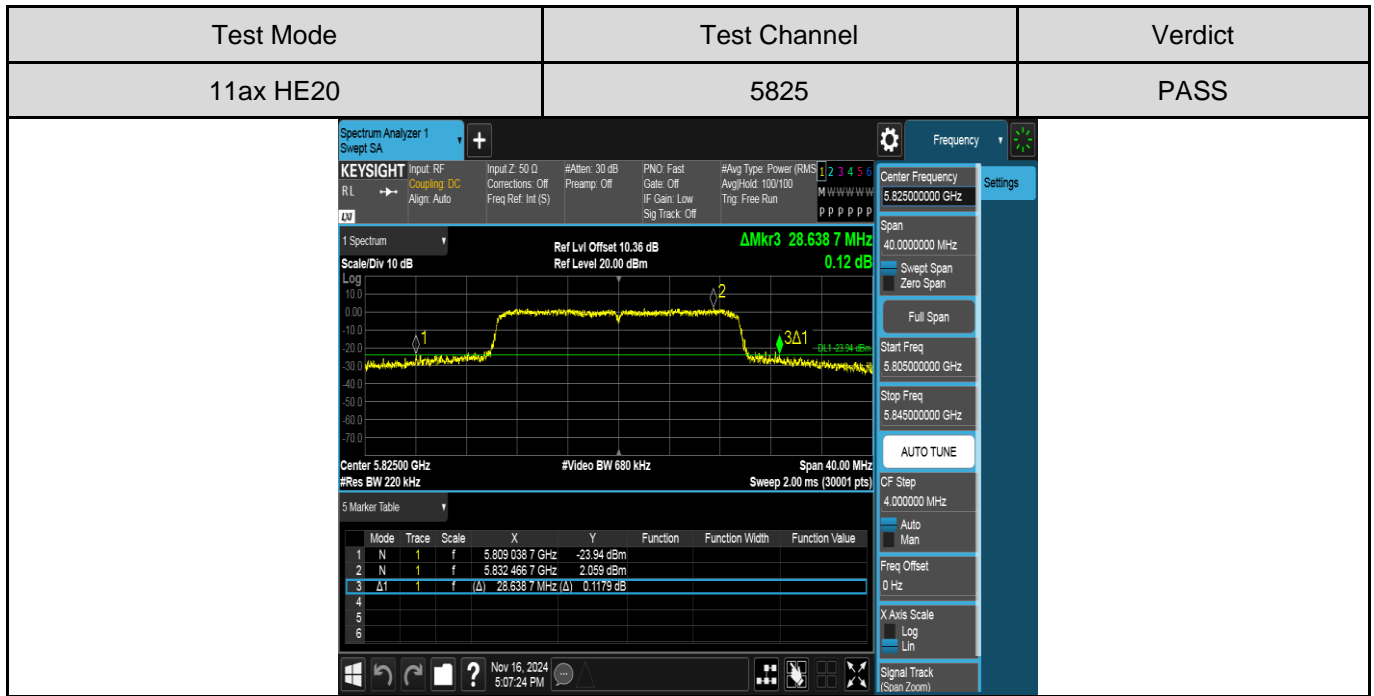 Test Mode Test Channel Verdict
11ax HE20 5825 PASS
Spectrum Analyzer 1
Swept SA
+
Frequency
KEYSIGHT Input: RF Input Z: 50 Ω #Atten: 30 dB PNO: Fast #Avg Type: Power (RMS 1 2 3 4 5 6
RL Coupling: DC Corrections: Off Preamp: Off Gate: Off Avg|Hold: 100/100 M W W W W W
Align: Auto Freq Ref: Int (S) IF Gain: Low Trig: Free Run
LXI Sig Track: Off P P P P P P
1 Spectrum Ref Lvl Offset 10.36 dB ΔMkr3 28.638 7 MHz
Scale/Div 10 dB Ref Level 20.00 dBm 0.12 dB
Log
10.0
0.00
-10.0
-20.0
-30.0
-40.0
-50.0
-60.0
-70.0
1
2
3Δ1
DL1 -23.94 dBm
Center 5.82500 GHz #Video BW 680 kHz Span 40.00 MHz
#Res BW 220 kHz Sweep 2.00 ms (30001 pts)
5 Marker Table
Mode Trace Scale X Y Function Function Width Function Value
1 N 1 f 5.809 038 7 GHz -23.94 dBm
2 N 1 f 5.832 466 7 GHz 2.059 dBm
3 Δ1 1 f (Δ) 28.638 7 MHz (Δ) 0.1179 dB
4
5
6
? Nov 16, 2024
5:07:24 PM
Center Frequency
5.825000000 GHz
Settings
Span
40.0000000 MHz
Swept Span
Zero Span
Full Span
Start Freq
5.805000000 GHz
Stop Freq
5.845000000 GHz
AUTO TUNE
CF Step
4.000000 MHz
Auto
Man
Freq Offset
0 Hz
X Axis Scale
Log
Lin
Signal Track
(Span Zoom)